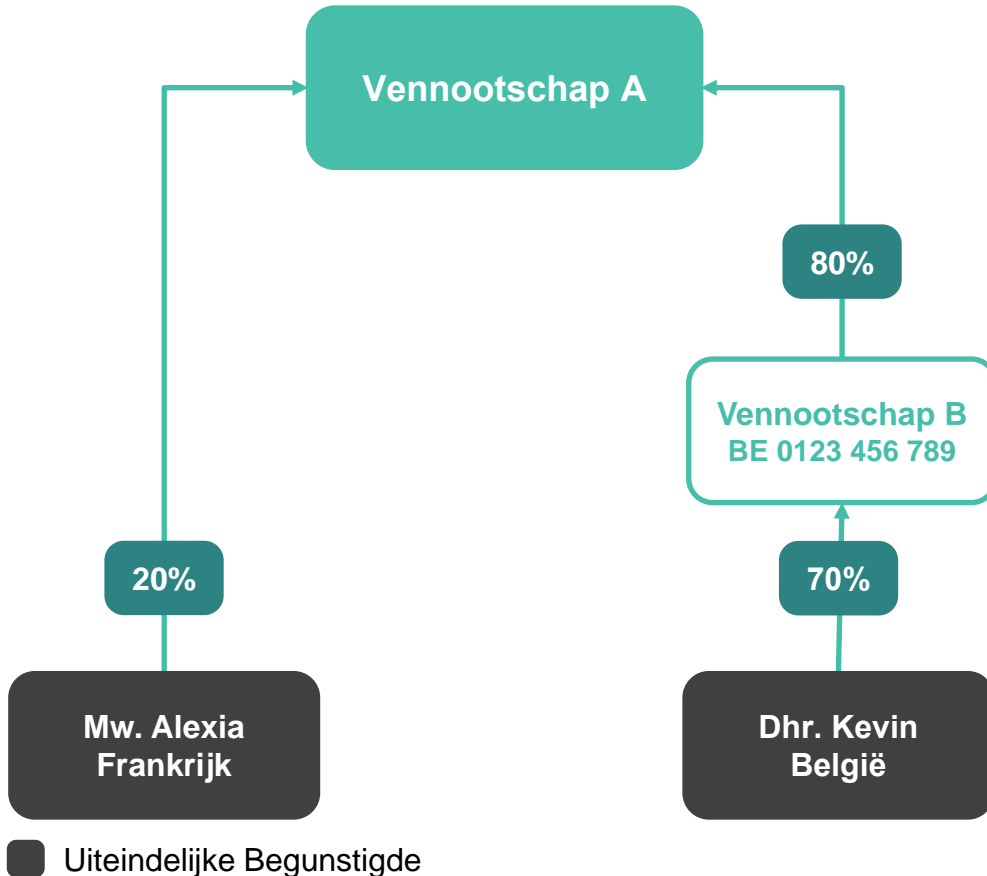 Vennootschap A
80%
Vennootschap B
BE 0123 456 789
20%
70%
Mw. Alexia
Frankrijk
Dhr. Kevin
België
Uiteindelijke Begunstigde